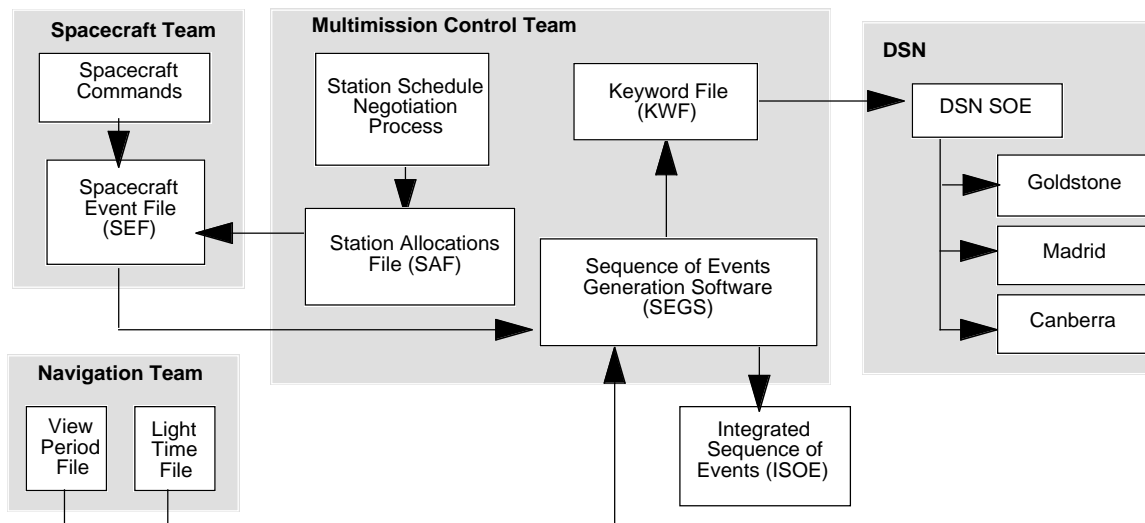 Spacecraft Team
Spacecraft
Commands
Spacecraft
Event File
(SEF)
Multimission Control Team
Station Schedule
Negotiation
Process
Station Allocations
File (SAF)
Keyword File
(KWF)
Sequence of Events
Generation Software
(SEGS)
DSN
DSN SOE
Goldstone
Madrid
Canberra
Navigation Team
View
Period
File
Light
Time
File
Integrated
Sequence of
Events (ISOE)